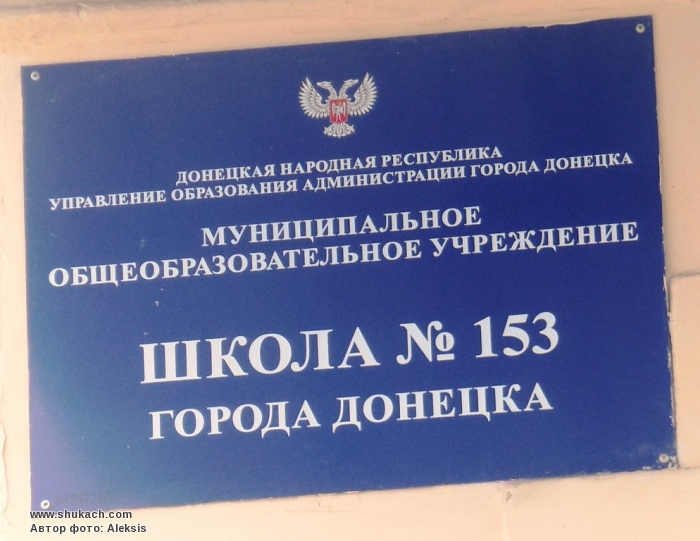 ДОНЕЦКАЯ НАРОДНАЯ РЕСПУБЛИКА
УПРАВЛЕНИЕ ОБРАЗОВАНИЯ АДМИНИСТРАЦИИ ГОРОДА ДОНЕЦКА
МУНИЦИПАЛЬНОЕ
ОБЩЕОБРАЗОВАТЕЛЬНОЕ УЧРЕЖДЕНИЕ
ШКОЛА № 153
ГОРОДА ДОНЕЦКА
www.shukach.com
Автор фото: Aleksis